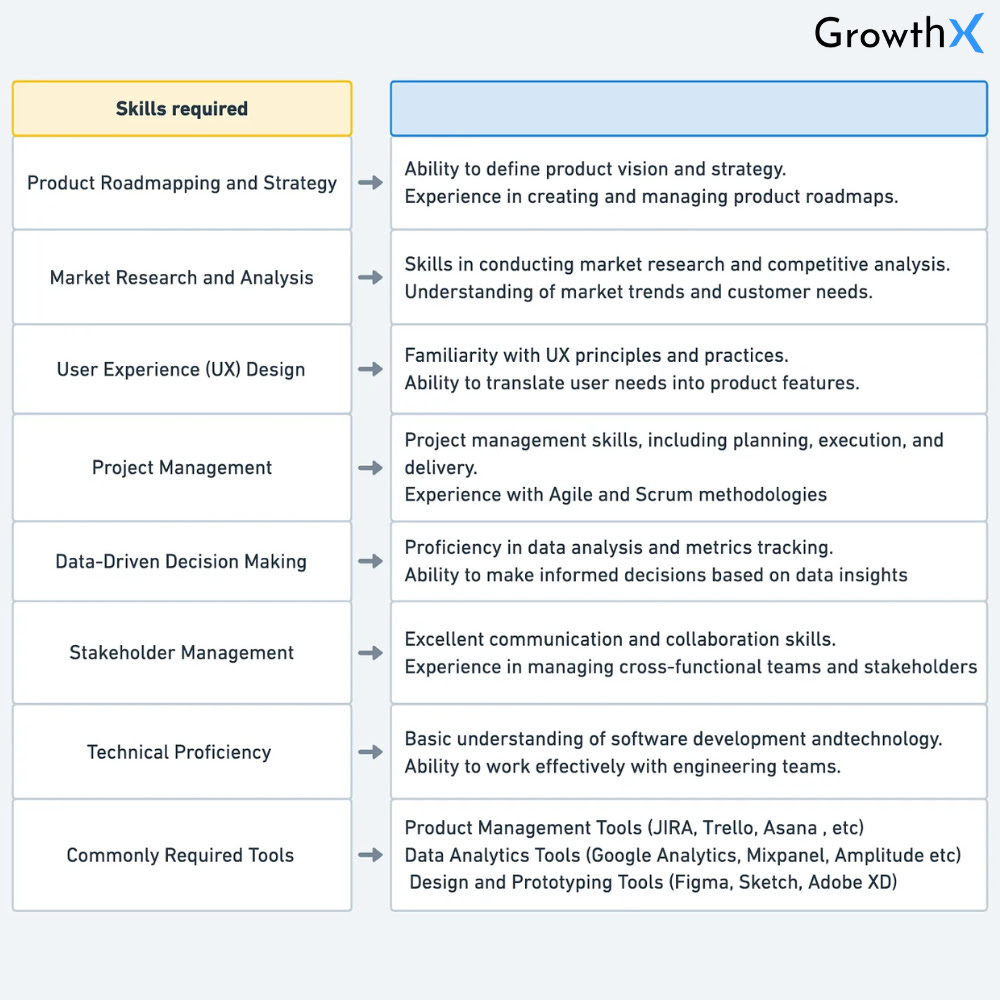 GrowthX
Skills required
Product Roadmapping and Strategy
Ability to define product vision and strategy.
Experience in creating and managing product roadmaps.
Market Research and Analysis
Skills in conducting market research and competitive analysis.
Understanding of market trends and customer needs.
User Experience (UX) Design
Familiarity with UX principles and practices.
Ability to translate user needs into product features.
Project Management
Project management skills, including planning, execution, and
delivery.
Experience with Agile and Scrum methodologies
Data-Driven Decision Making
Proficiency in data analysis and metrics tracking.
Ability to make informed decisions based on data insights
Stakeholder Management
Excellent communication and collaboration skills.
Experience in managing cross-functional teams and stakeholders
Technical Proficiency
Basic understanding of software development andtechnology.
Ability to work effectively with engineering teams.
Commonly Required Tools
Product Management Tools (JIRA, Trello, Asana , etc)
Data Analytics Tools (Google Analytics, Mixpanel, Amplitude etc)
Design and Prototyping Tools (Figma, Sketch, Adobe XD)